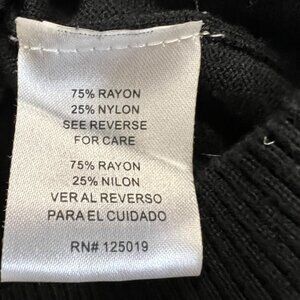 75% RAYON
25% NYLON
SEE REVERSE
FOR CARE
75% RAYON
25% NILON
VER AL REVERSO
PARA EL CUIDADO
RN# 125019